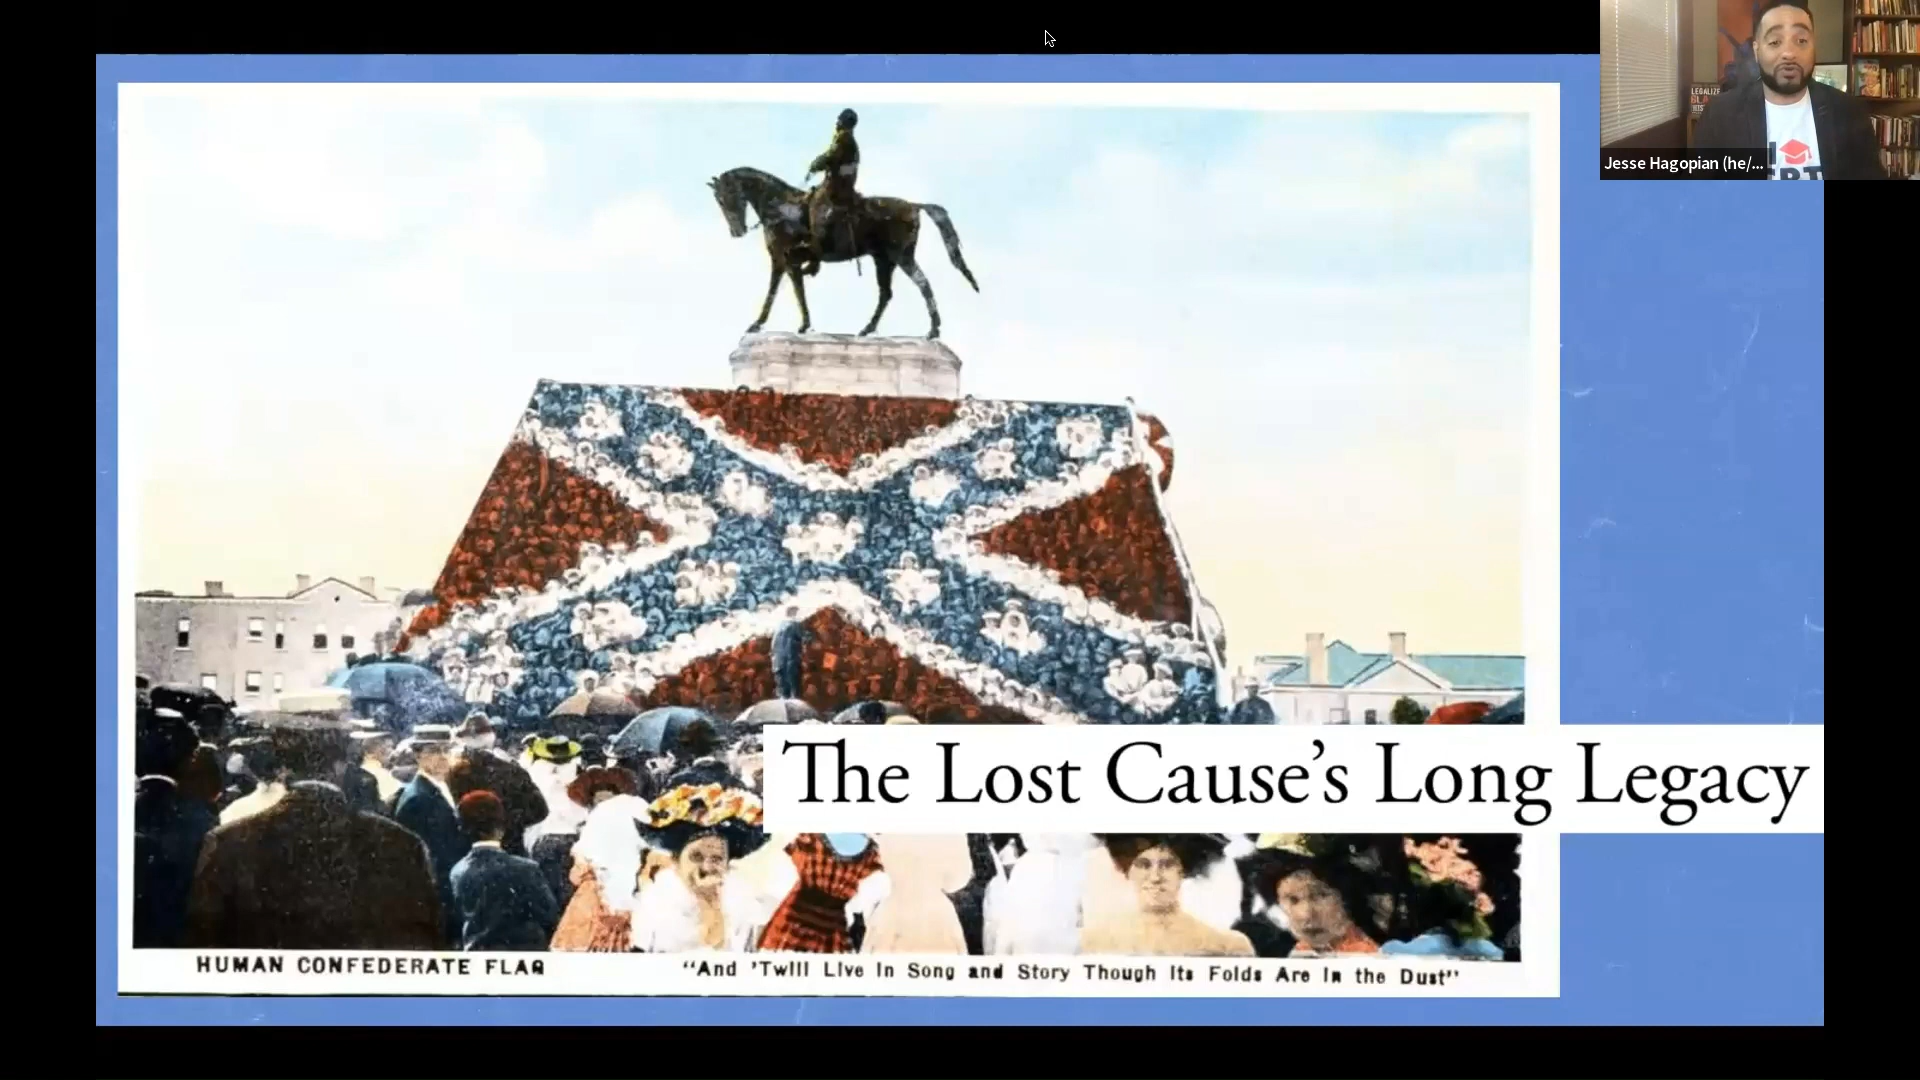 LEGALIZE
Jesse Hagopian (he/...
The Lost Cause's Long Legacy
HUMAN CONFEDERATE FLAG
"And 'Twill Live In Song and Story Though Its Folds Are In the Dust"